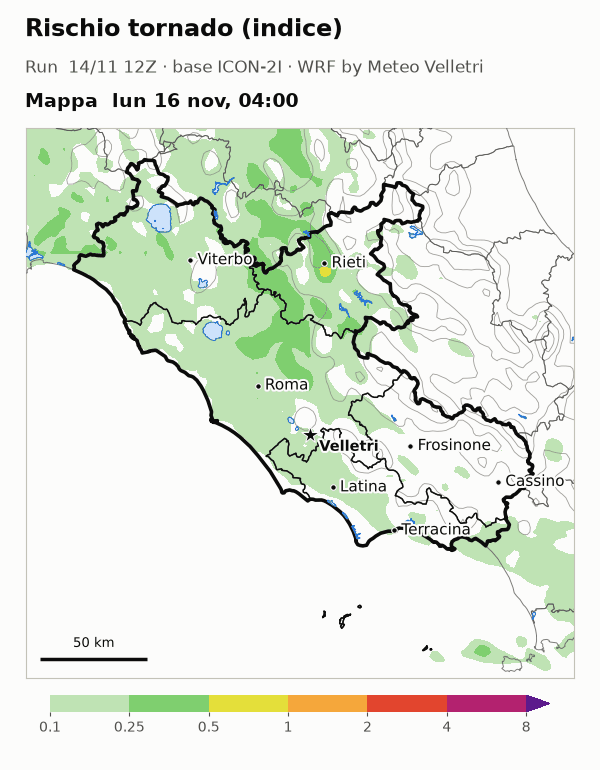 Rischio tornado (indice)
Run  14/11 12Z · base ICON-2I · WRF by Meteo Velletri
Mappa  lun 16 nov, 04:00
Viterbo
Rieti
Roma
Velletri
Frosinone
Latina
Cassino
Terracina
50 km
0.1 0.25 0.5 1 2 4 8